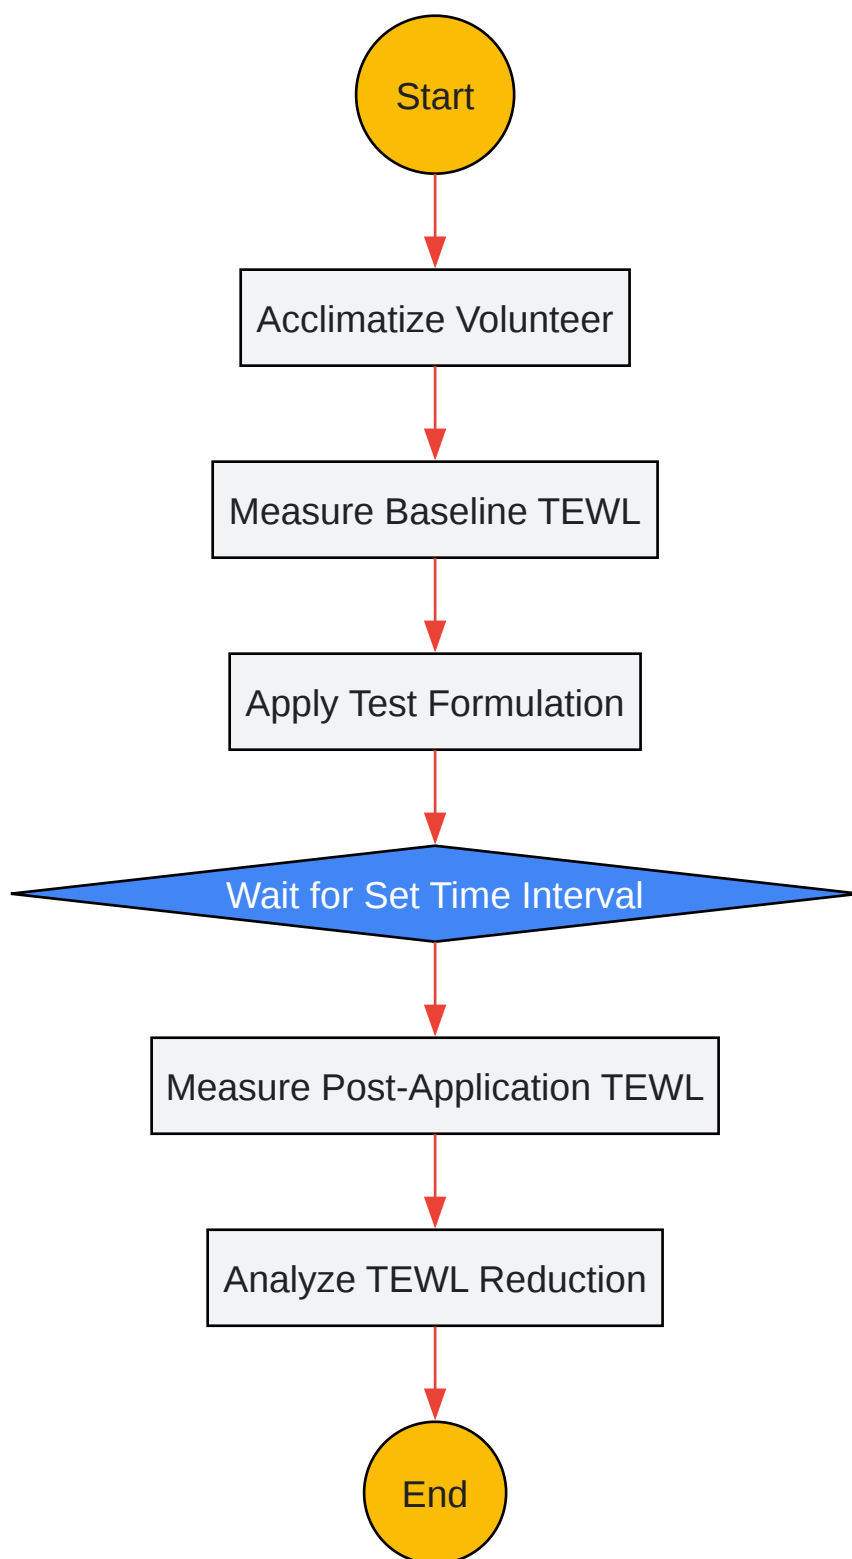 Start
Acclimatize Volunteer
Measure Baseline TEWL
Apply Test Formulation
Wait for Set Time Interval
Measure Post-Application TEWL
Analyze TEWL Reduction
End